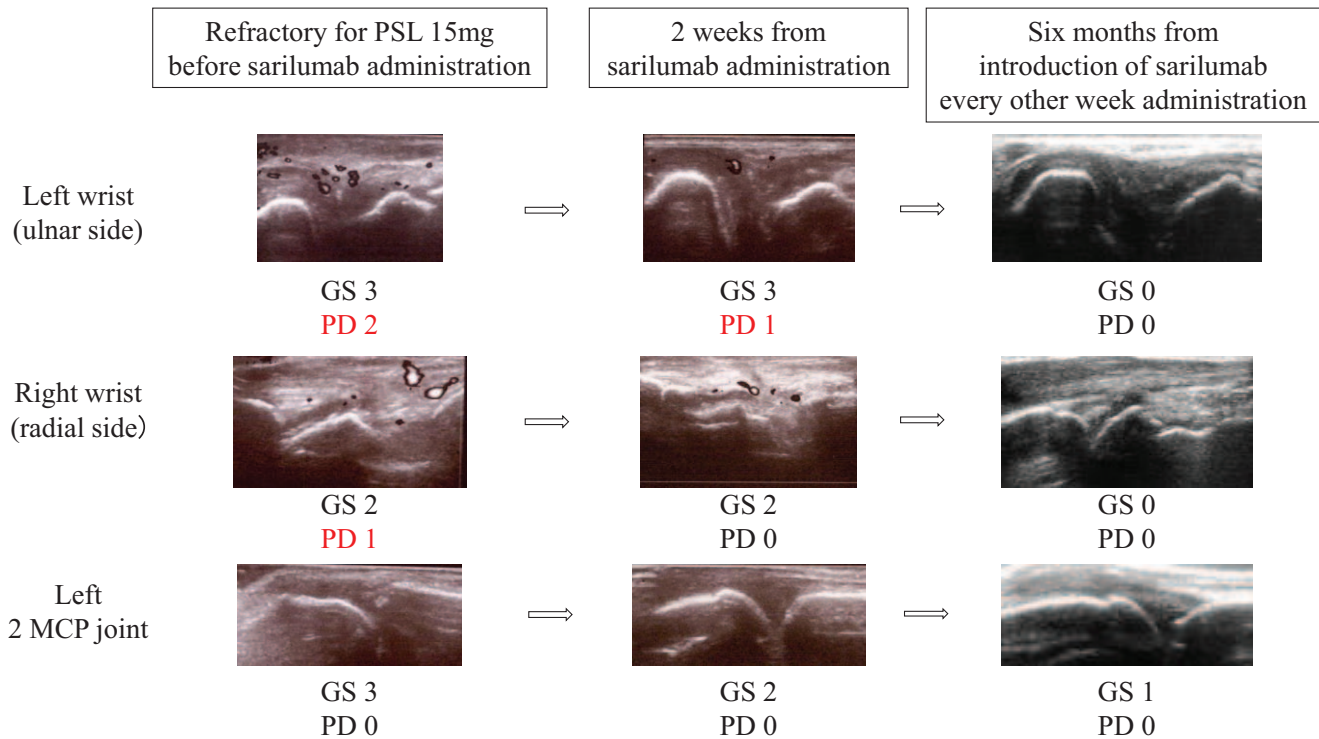 Refractory for PSL 15mg
before sarilumab administration
2 weeks from
sarilumab administration
Six months from
introduction of sarilumab
every other week administration
Left wrist
(ulnar side)
GS 3
PD 2
GS 3
PD 1
GS 0
PD 0
Right wrist
(radial side)
GS 2
PD 1
GS 2
PD 0
GS 0
PD 0
Left
2 MCP joint
GS 3
PD 0
GS 2
PD 0
GS 1
PD 0